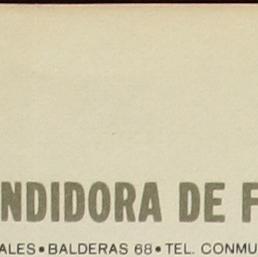 NDIDORA DE F
ALES•BALDERAS 68•TEL. CONMU